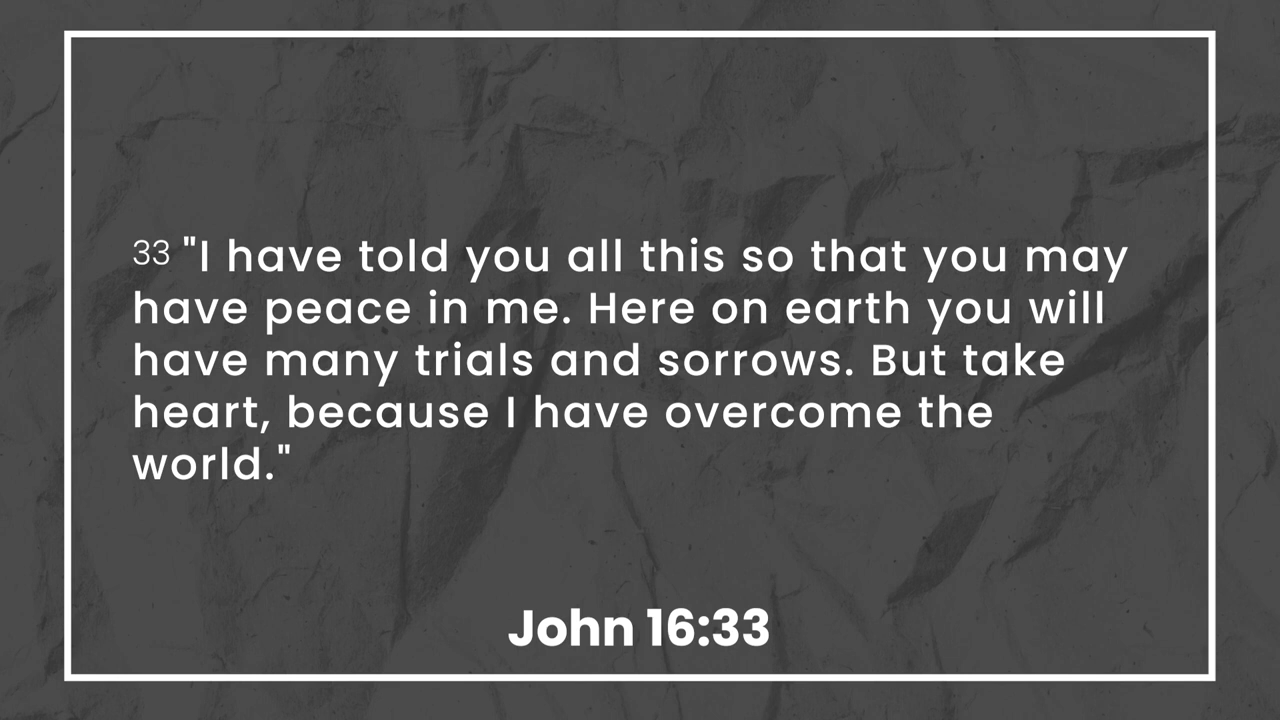 33 "I have told you all this so that you may
have peace in me. Here on earth you will
have many trials and sorrows. But take
heart, because I have overcome the
world."
John 16:33